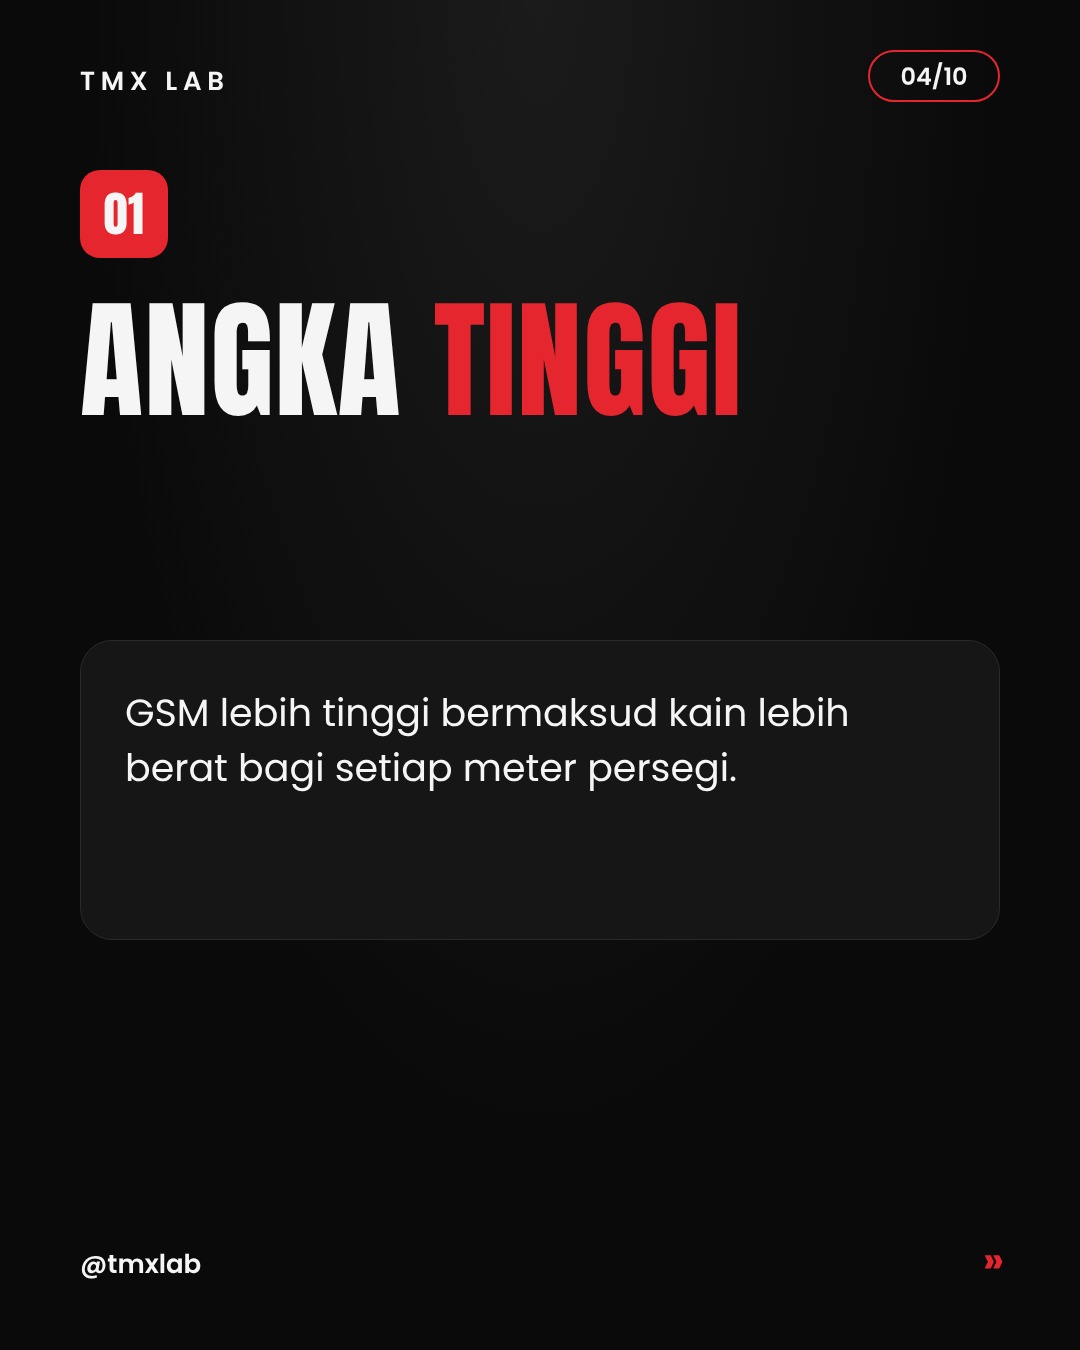 TMX LAB
04/10
01
ANGKA TINGGI
GSM lebih tinggi bermaksud kain lebih
berat bagi setiap meter persegi.
@tmxlab
»